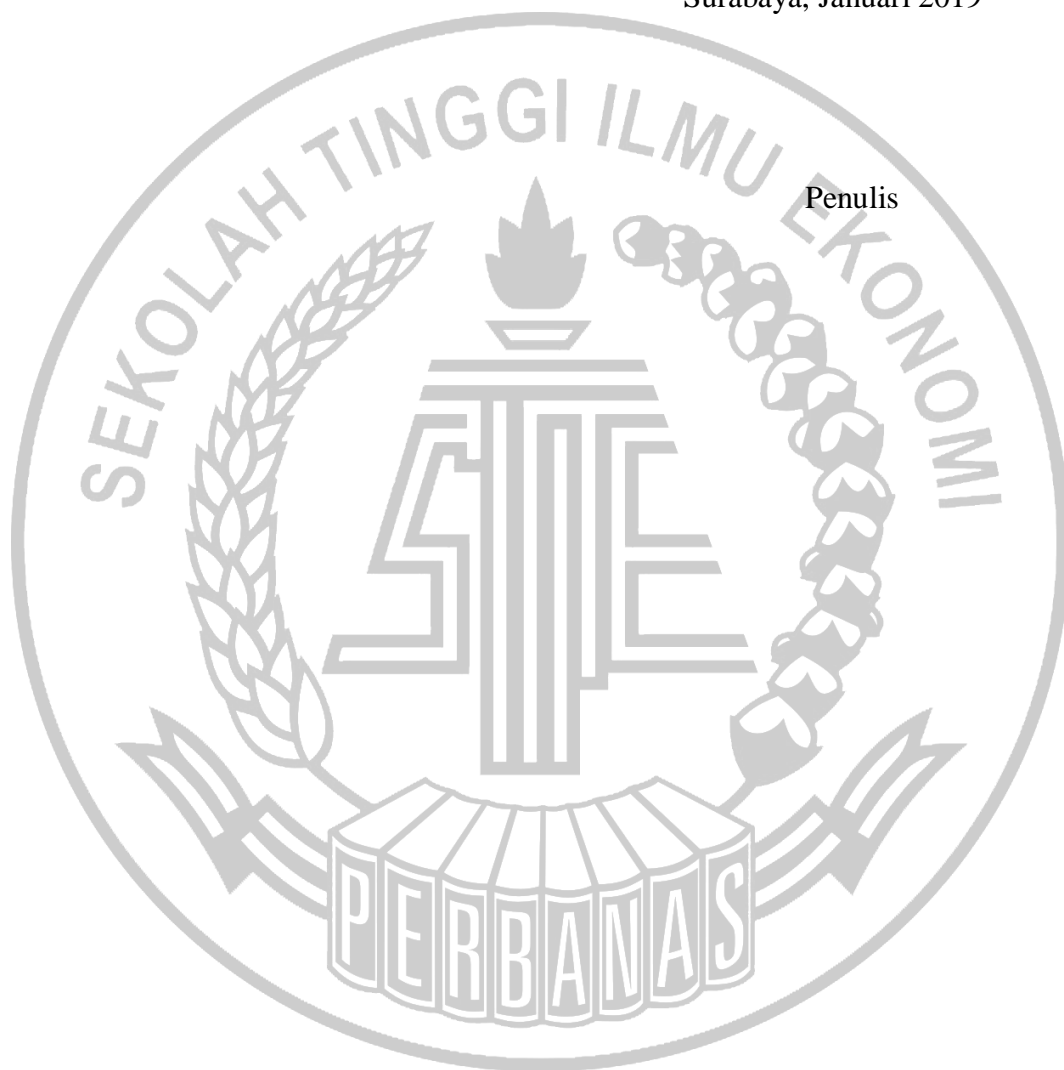 Surabaya, Januari 2019
Penulis
SEKOLAH TINGGI ILMU EKONOMI
STIE
PERBANAS